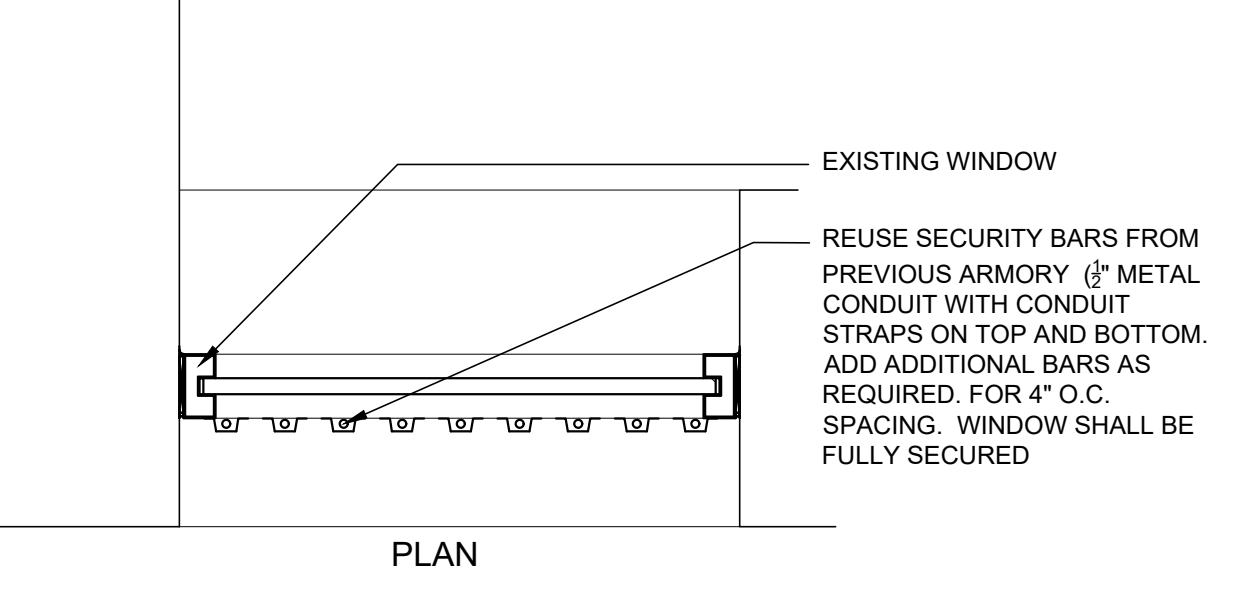 EXISTING WINDOW
REUSE SECURITY BARS FROM
PREVIOUS ARMORY (½" METAL
CONDUIT WITH CONDUIT
STRAPS ON TOP AND BOTTOM.
ADD ADDITIONAL BARS AS
REQUIRED. FOR 4" O.C.
SPACING. WINDOW SHALL BE
FULLY SECURED
PLAN